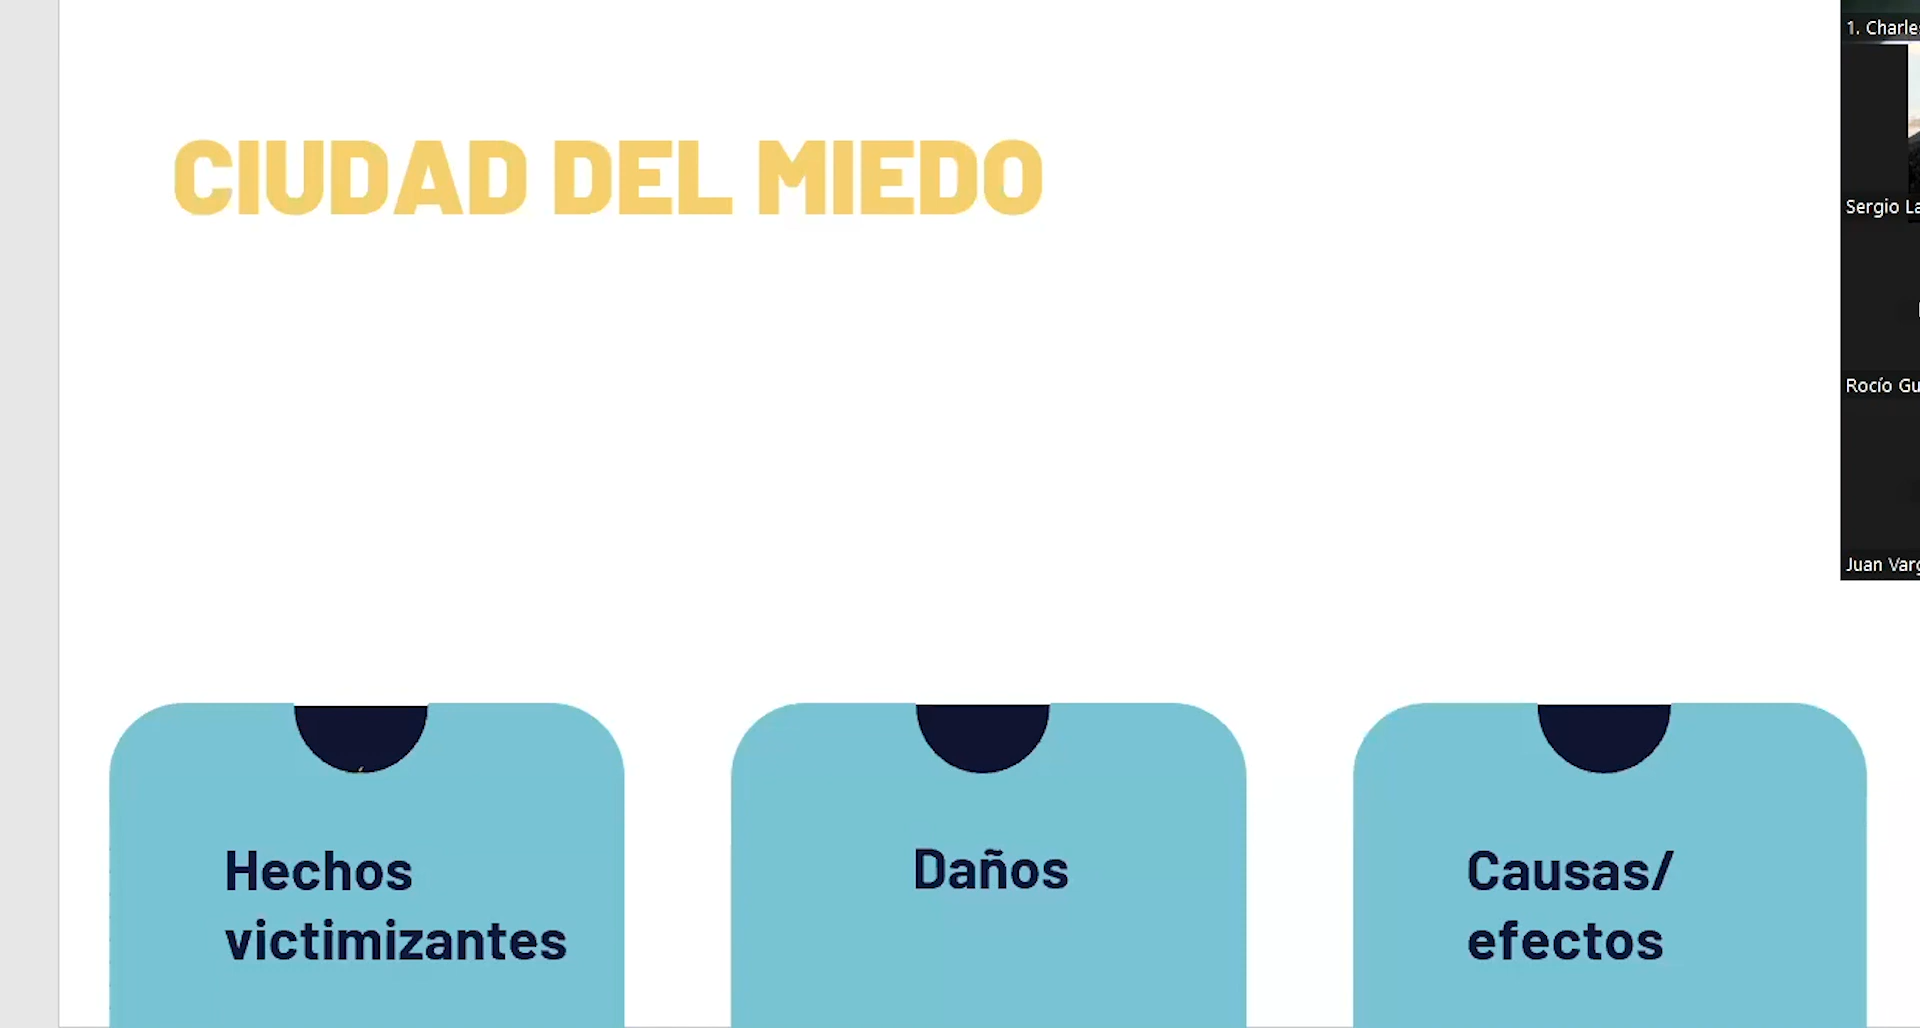 CIUDAD DEL MIEDO
Hechos
victimizantes
Daños
Causas/
efectos
1. Charle
Sergio La
Rocío Gu
Juan Varg